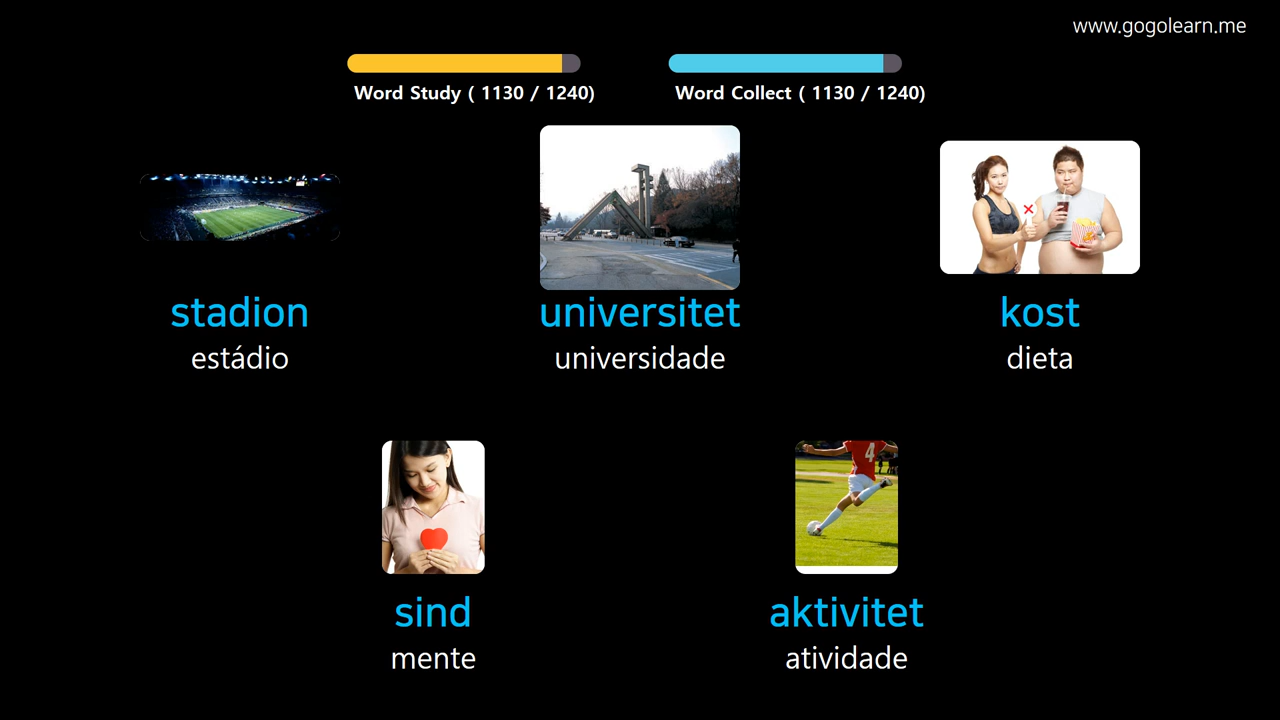 www.gogolearn.me
Word Study ( 1130 / 1240)
Word Collect ( 1130 / 1240)
stadion
estádio
universitet
universidade
kost
dieta
4
sind
mente
aktivitet
atividade